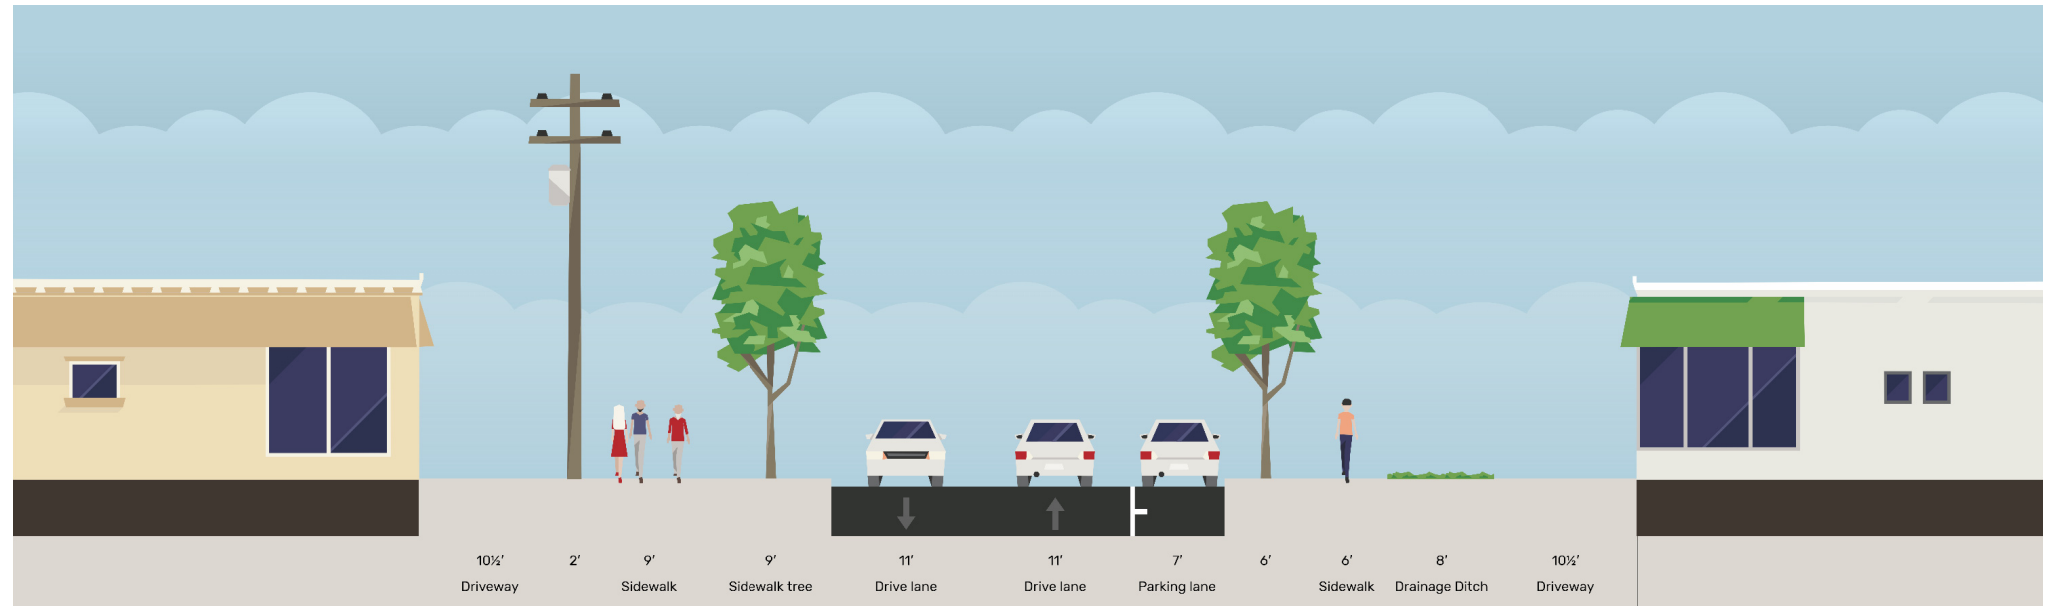 10½′ 2′ 9′ 9′ 11′ 11′ 7′ 6′ 6′ 8′ 10½′
Driveway Sidewalk Sidewalk tree Drive lane Drive lane Parking lane Sidewalk Drainage Ditch Driveway